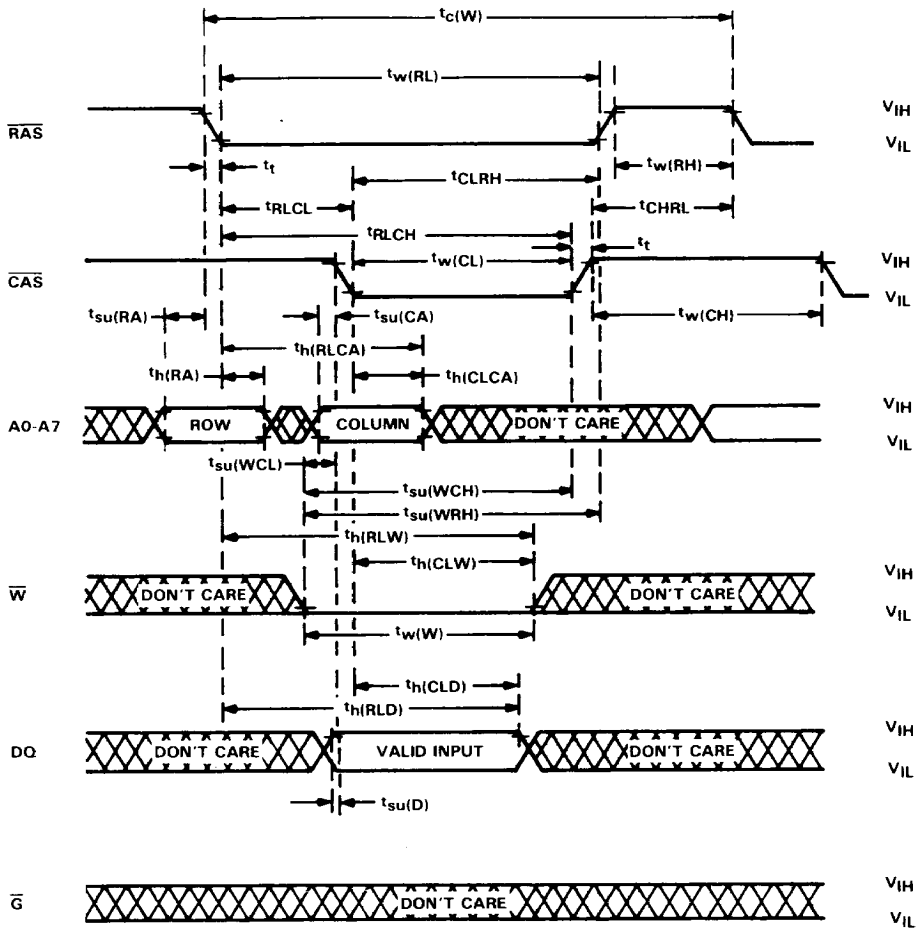 tc(W)
tw(RL)
RAS
VIH
VIL
tt
tCLRH
tw(RH)
tRLCL
tCHRL
tRLCH
tt
tw(CL)
CAS
VIH
VIL
tsu(RA)
tsu(CA)
tw(CH)
th(RLCA)
th(RA)
th(CLCA)
A0-A7
ROW
COLUMN
DON'T CARE
VIH
VIL
tsu(WCL)
tsu(WCH)
tsu(WRH)
th(RLW)
th(CLW)
W
DON'T CARE
DON'T CARE
VIH
VIL
tw(W)
th(CLD)
th(RLD)
DQ
DON'T CARE
VALID INPUT
DON'T CARE
VIH
VIL
tsu(D)
G
DON'T CARE
VIH
VIL